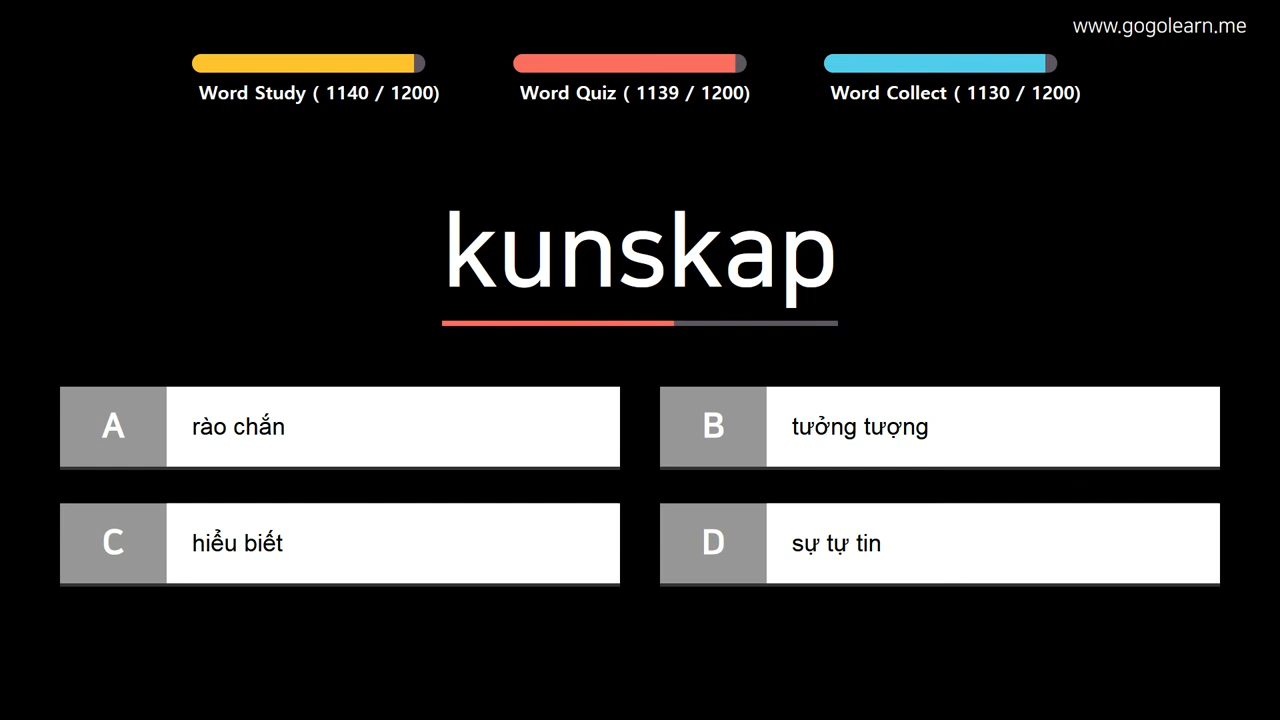 www.gogolearn.me
Word Study ( 1140 / 1200)
Word Quiz ( 1139 / 1200)
Word Collect ( 1130 / 1200)
kunskap
A rào chắn
B tưởng tượng
C hiểu biết
D sự tự tin